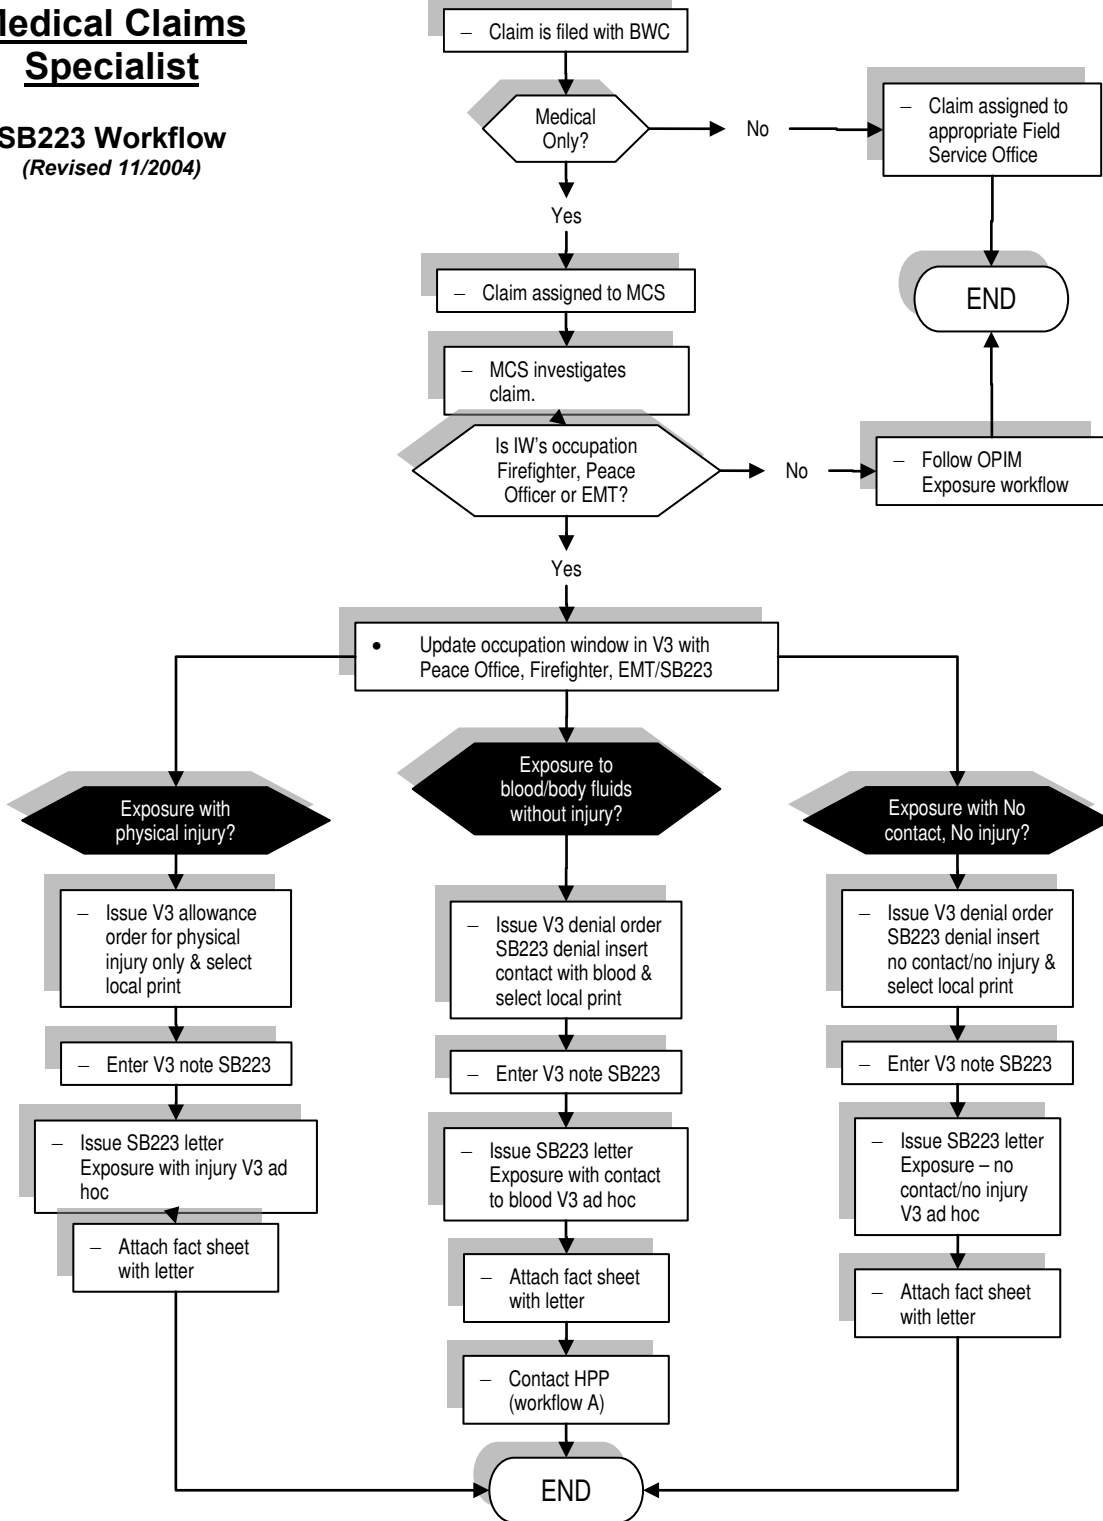 Medical Claims
Specialist
SB223 Workflow
(Revised 11/2004)
– Claim is filed with BWC
Medical
Only?
No
– Claim assigned to
appropriate Field
Service Office
Yes
END
– Claim assigned to MCS
– MCS investigates
claim.
Is IW's occupation
Firefighter, Peace
Officer or EMT?
No
– Follow OPIM
Exposure workflow
Yes
• Update occupation window in V3 with
Peace Office, Firefighter, EMT/SB223
Exposure with
physical injury?
– Issue V3 allowance
order for physical
injury only & select
local print
– Enter V3 note SB223
– Issue SB223 letter
Exposure with injury V3 ad
hoc
– Attach fact sheet
with letter
Exposure to
blood/body fluids
without injury?
– Issue V3 denial order
SB223 denial insert
contact with blood &
select local print
– Enter V3 note SB223
– Issue SB223 letter
Exposure with contact
to blood V3 ad hoc
– Attach fact sheet
with letter
– Contact HPP
(workflow A)
Exposure with No
contact, No injury?
– Issue V3 denial order
SB223 denial insert
no contact/no injury &
select local print
– Enter V3 note SB223
– Issue SB223 letter
Exposure – no
contact/no injury
V3 ad hoc
– Attach fact sheet
with letter
END